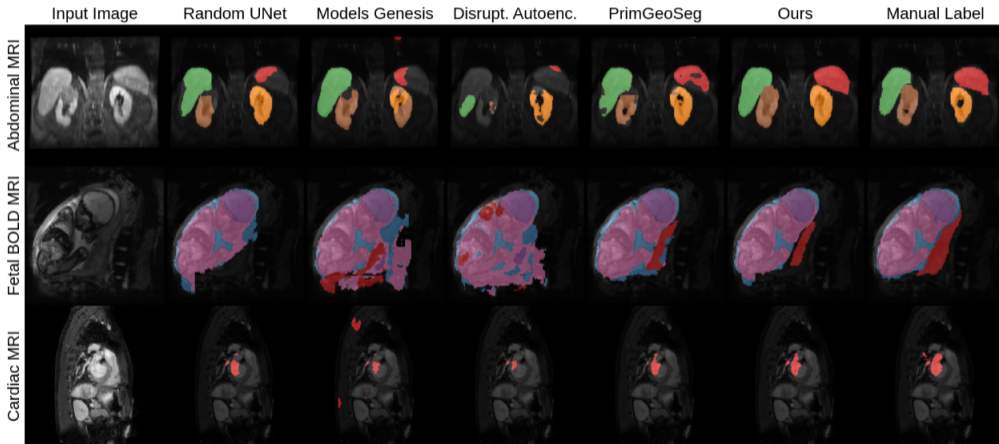 Input Image
Random UNet
Models Genesis
Disrupt. Autoenc.
PrimGeoSeg
Ours
Manual Label
Abdominal MRI
Fetal BOLD MRI
Cardiac MRI